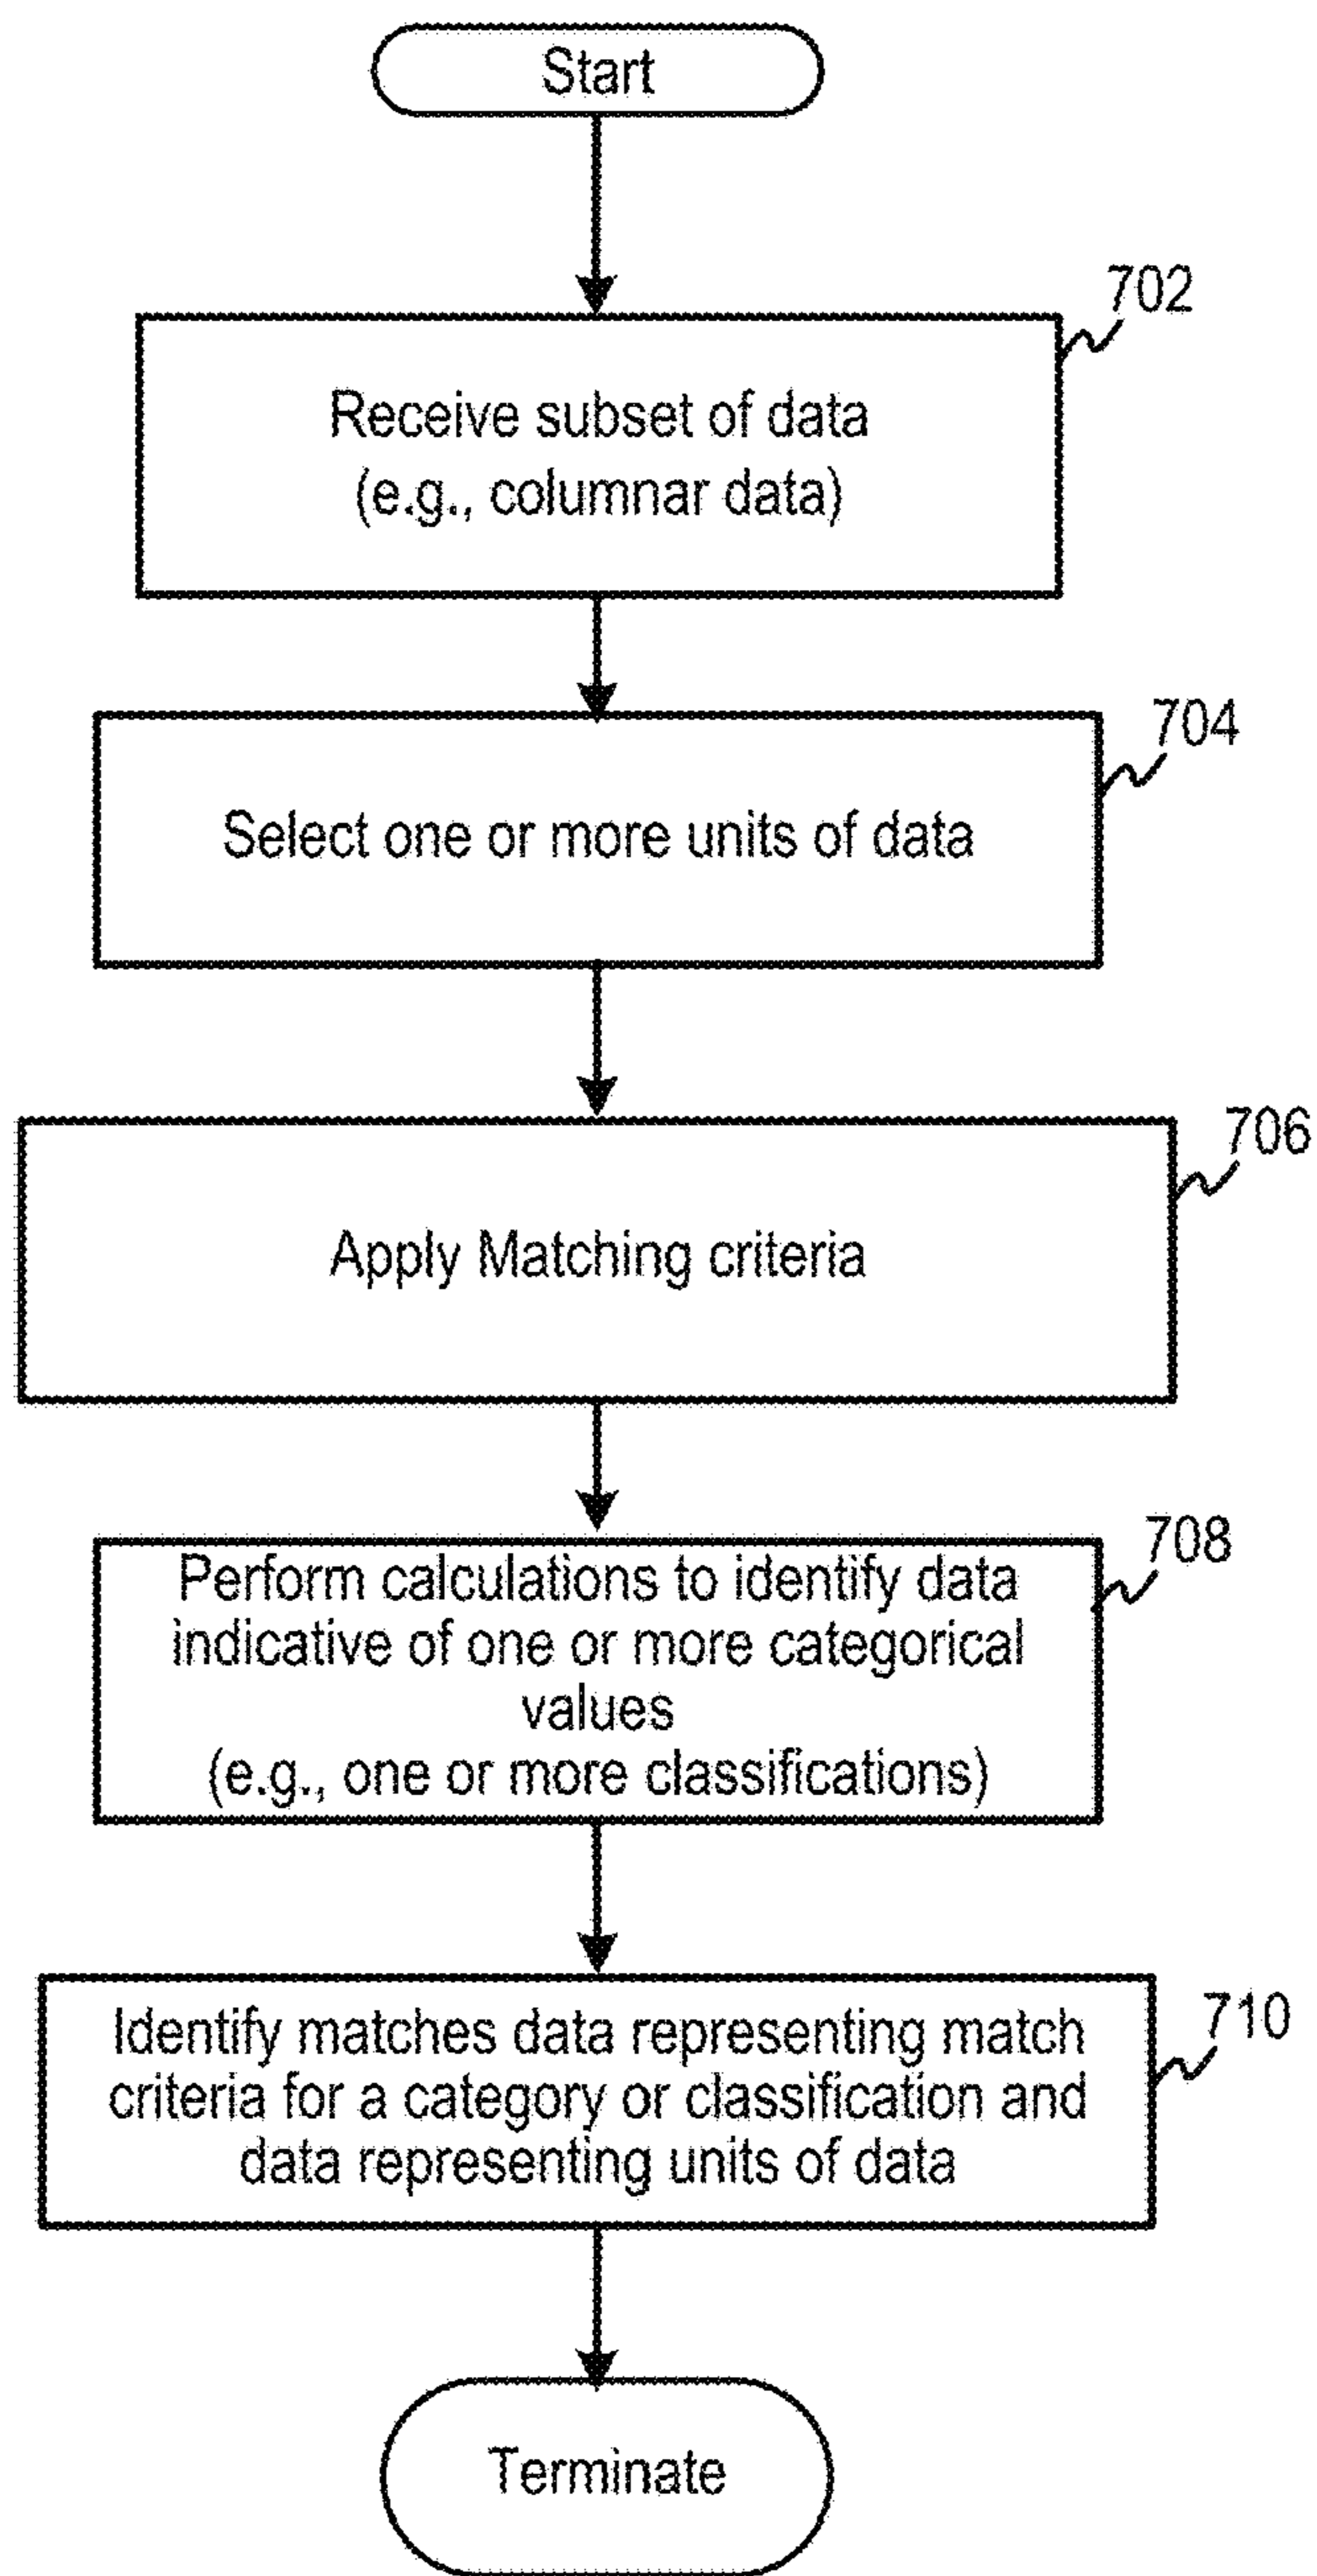 Start
702
Receive subset of data
(e.g., columnar data)
704
Select one or more units of data
706
Apply Matching criteria
708
Perform calculations to identify data
indicative of one or more categorical
values
(e.g., one or more classifications)
710
Identify matches data representing match
criteria for a category or classification and
data representing units of data
Terminate